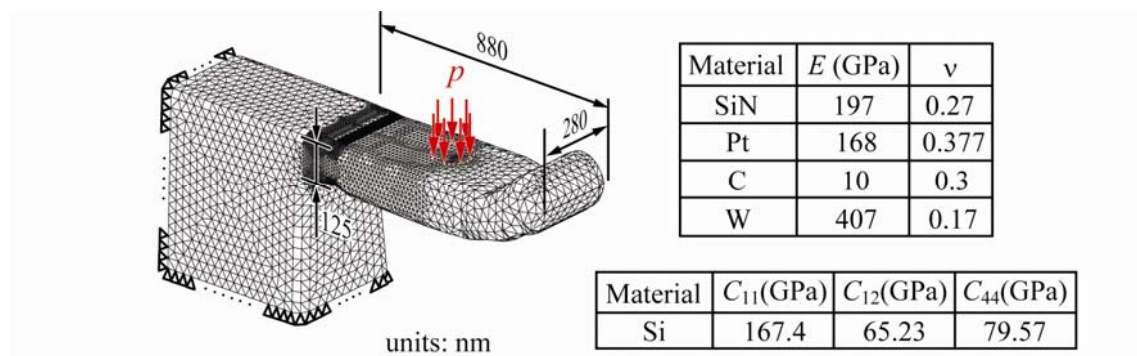 880
p
280
125
units: nm
Material E (GPa) ν
SiN 197 0.27
Pt 168 0.377
C 10 0.3
W 407 0.17
Material C11(GPa) C12(GPa) C44(GPa)
Si 167.4 65.23 79.57